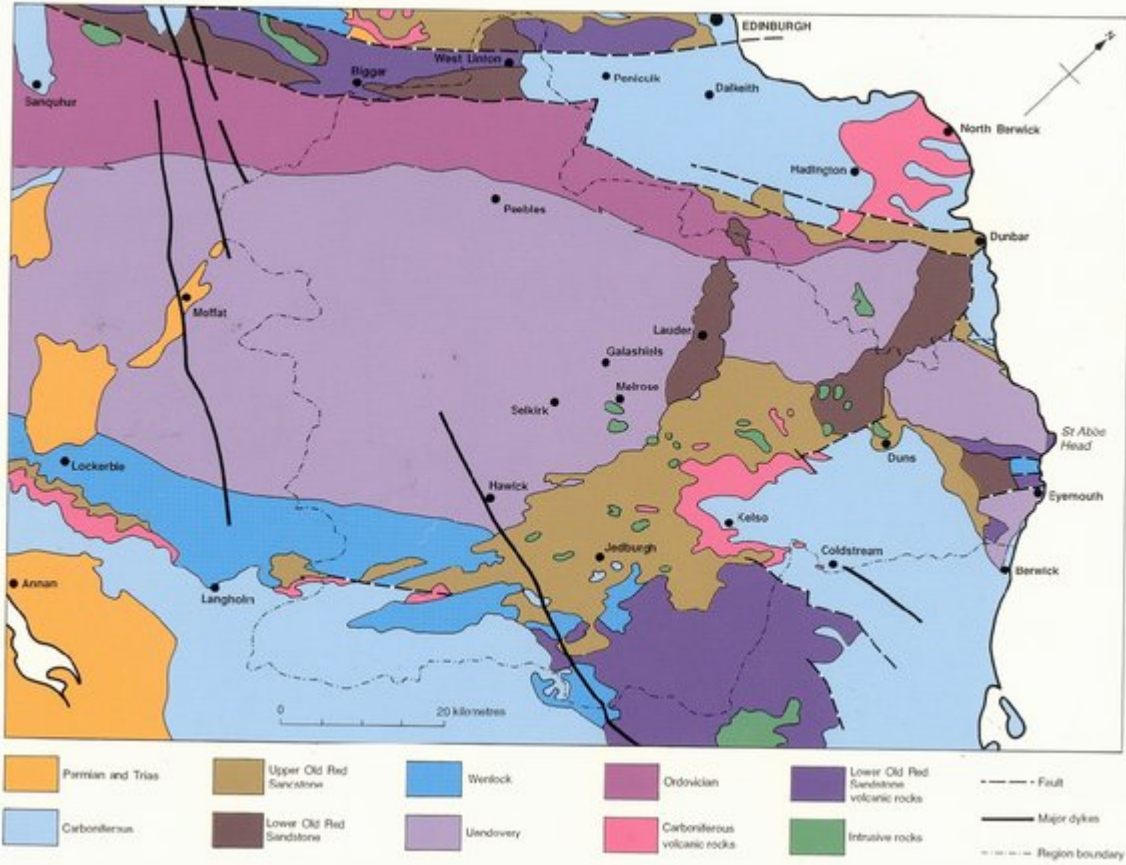 EDINBURGH
N
West Linton
Biggar
Penicuik
Dalkeith
Sanquhar
North Berwick
Hadington
Peebles
Dunbar
Moffat
Lauder
Galashiels
Melrose
Selkirk
St Abbs
Head
Duns
Lockerbie
Eyemouth
Hawick
Kelso
Jedburgh
Coldstream
Berwick
Annan
Langholm
0 20 kilometres
Permian and Trias
Carboniferous
Upper Old Red
Sandstone
Lower Old Red
Sandstone
Wenlock
Llandovery
Ordovician
Carboniferous
volcanic rocks
Lower Old Red
Sandstone
volcanic rocks
Intrusive rocks
Fault
Major dykes
Region boundary